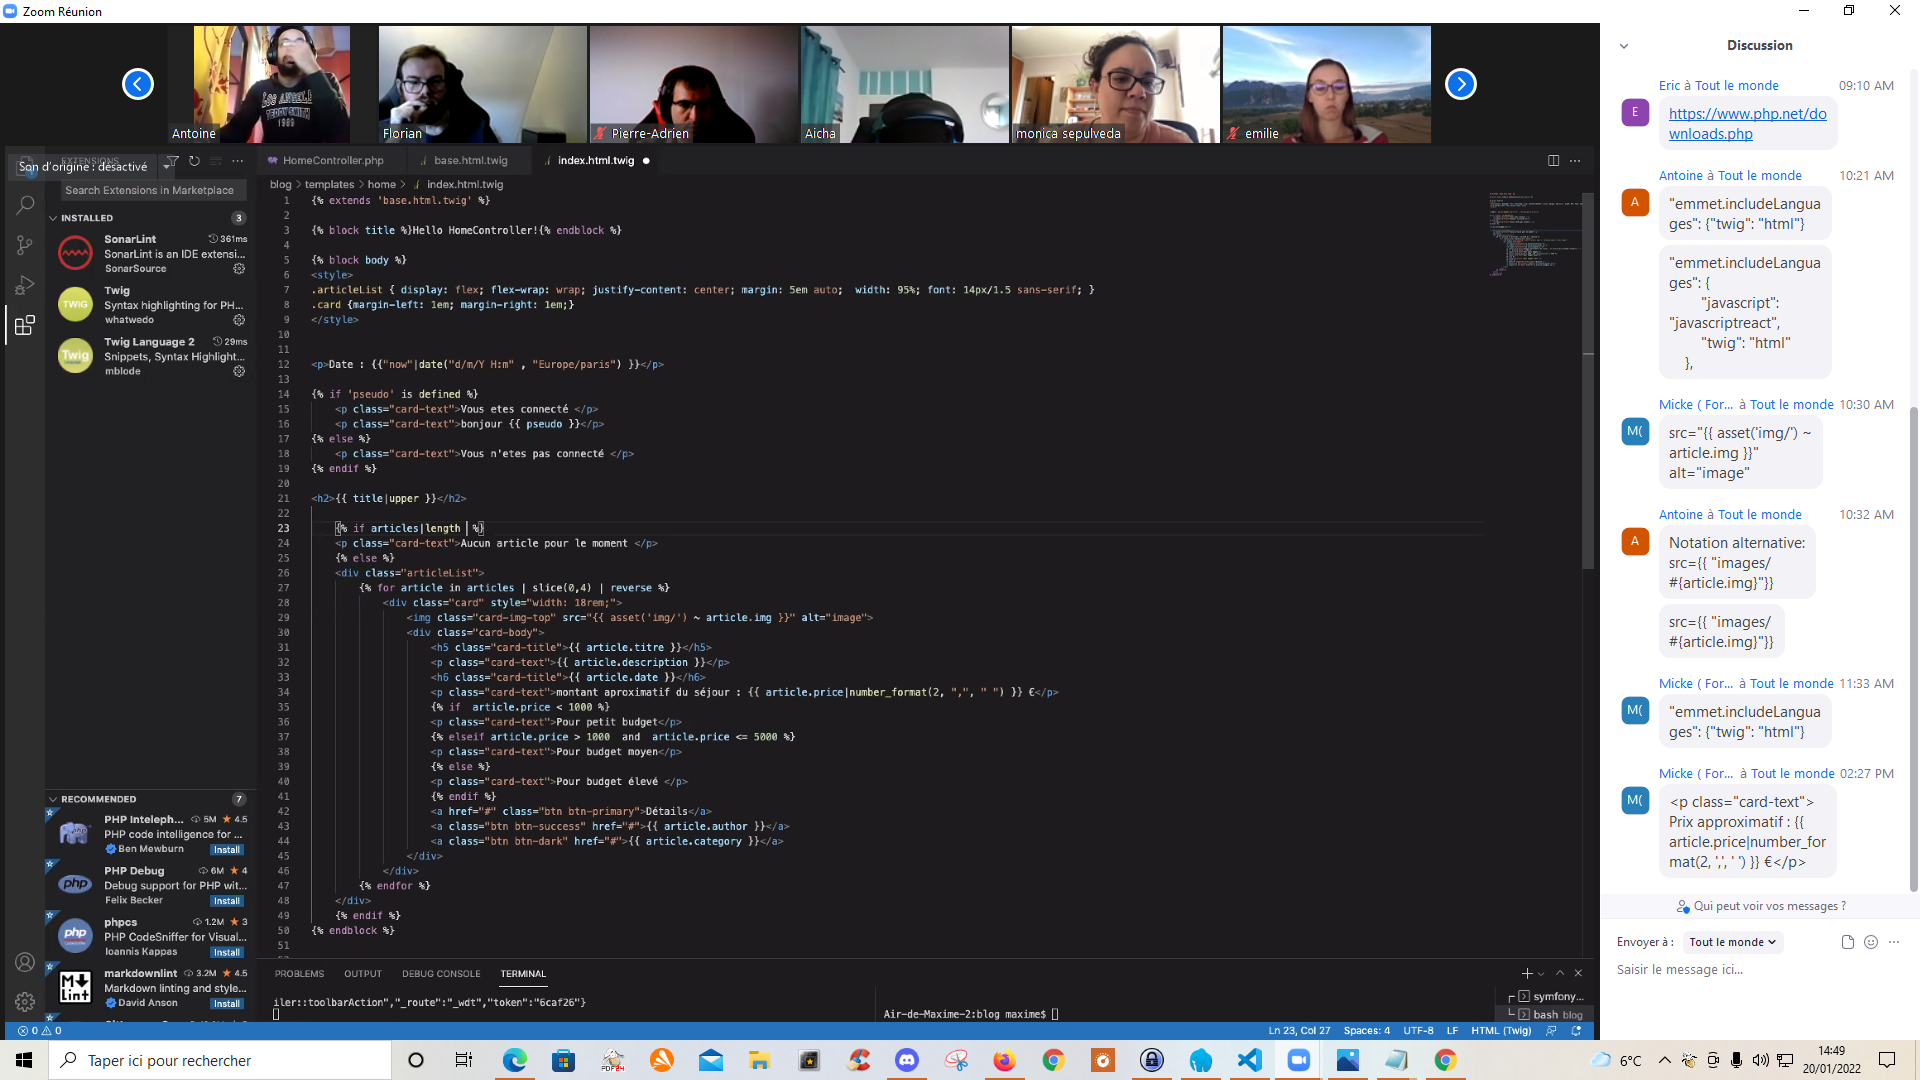 Zoom Réunion
Antoine
Florian
Pierre-Adrien
Aicha
monica sepulveda
emilie
Son d'origine : désactivé
Search Extensions in Marketplace
INSTALLED 3
SonarLint 361ms
SonarLint is an IDE extensi...
SonarSource
Twig
Syntax highlighting for PH...
whatwedo
Twig Language 2 29ms
Snippets, Syntax Highlight...
mblode
RECOMMENDED 7
PHP Inteleph... 5M 4.5
PHP code intelligence for ...
Ben Mewburn Install
PHP Debug 6M 4
Debug support for PHP wit...
Felix Becker Install
phpcs 1.2M 3
PHP CodeSniffer for Visual...
Ioannis Kappas Install
markdownlint 3.2M 4.5
Markdown linting and style...
David Anson Install
HomeController.php base.html.twig index.html.twig
blog > templates > home > index.html.twig
1 {% extends 'base.html.twig' %}
2
3 {% block title %}Hello HomeController!{% endblock %}
4
5 {% block body %}
6 <style>
7 .articleList { display: flex; flex-wrap: wrap; justify-content: center; margin: 5em auto;  width: 95%; font: 14px/1.5 sans-serif; }
8 .card {margin-left: 1em; margin-right: 1em;}
9 </style>
10
11
12 <p>Date : {{"now"|date("d/m/Y H:m" , "Europe/paris") }}</p>
13
14 {% if 'pseudo' is defined %}
15 <p class="card-text">Vous etes connecté </p>
16 <p class="card-text">bonjour {{ pseudo }}</p>
17 {% else %}
18 <p class="card-text">Vous n'etes pas connecté </p>
19 {% endif %}
20
21 <h2>{{ title|upper }}</h2>
22
23 {% if articles|length  %}
24 <p class="card-text">Aucun article pour le moment </p>
25 {% else %}
26 <div class="articleList">
27 {% for article in articles | slice(0,4) | reverse %}
28 <div class="card" style="width: 18rem;">
29 <img class="card-img-top" src="{{ asset('img/') ~ article.img }}" alt="image">
30 <div class="card-body">
31 <h5 class="card-title">{{ article.titre }}</h5>
32 <p class="card-text">{{ article.description }}</p>
33 <h6 class="card-title">{{ article.date }}</h6>
34 <p class="card-text">montant aproximatif du séjour : {{ article.price|number_format(2, ",", " ") }} €</p>
35 {% if  article.price < 1000 %}
36 <p class="card-text">Pour petit budget</p>
37 {% elseif article.price > 1000  and  article.price <= 5000 %}
38 <p class="card-text">Pour budget moyen</p>
39 {% else %}
40 <p class="card-text">Pour budget élevé </p>
41 {% endif %}
42 <a href="#" class="btn btn-primary">Détails</a>
43 <a class="btn btn-success" href="#">{{ article.author }}</a>
44 <a class="btn btn-dark" href="#">{{ article.category }}</a>
45 </div>
46 </div>
47 {% endfor %}
48 </div>
49 {% endif %}
50 {% endblock %}
51
PROBLEMS OUTPUT DEBUG CONSOLE TERMINAL
iler::toolbarAction","_route":"_wdt","token":"6caf26"}
Air-de-Maxime-2:blog maxime$
symfony...
bash blog
0 0 Ln 23, Col 27 Spaces: 4 UTF-8 LF HTML (Twig)
Discussion
Eric à Tout le monde 09:10 AM
E
https://www.php.net/do
wnloads.php
Antoine à Tout le monde 10:21 AM
A
"emmet.includeLangua
ges": {"twig": "html"}
"emmet.includeLangua
ges": {
"javascript":
"javascriptreact",
"twig": "html"
},
Micke ( For... à Tout le monde 10:30 AM
M(
src="{{ asset('img/') ~
article.img }}"
alt="image"
Antoine à Tout le monde 10:32 AM
A
Notation alternative:
src={{ "images/
#{article.img}"}}
src={{ "images/
#{article.img}"}}
Micke ( For... à Tout le monde 11:33 AM
M(
"emmet.includeLangua
ges": {"twig": "html"}
Micke ( For... à Tout le monde 02:27 PM
M(
<p class="card-text">
Prix approximatif : {{
article.price|number_for
mat(2, ',', ' ') }} €</p>
Qui peut voir vos messages ?
Envoyer à : Tout le monde
Saisir le message ici...
Taper ici pour rechercher
6°C
14:49
20/01/2022